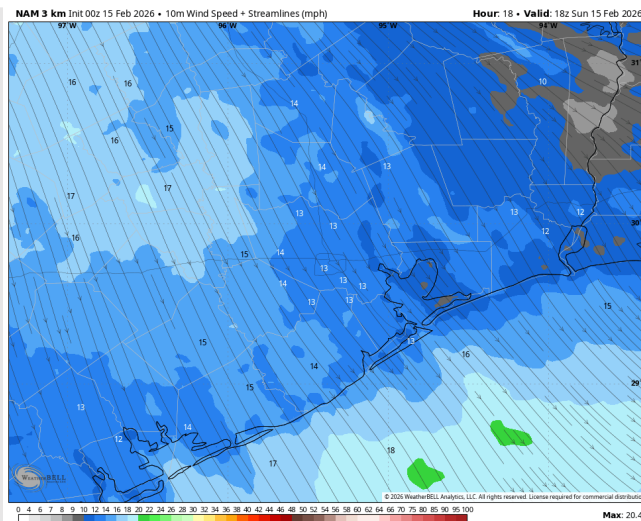 NAM 3 km Init 00z 15 Feb 2026 • 10m Wind Speed + Streamlines (mph) Hour: 18 • Valid: 18z Sun 15 Feb 2026
97°W 96°W 95°W 94°W
31°
16 16 14 10
15
16
14 13
17 17
13 13 12
13 12 30
16 15 14
13
14 13 13
13 13
15
15 13
14 16
15 29
13
14
12
17 18
WeatherBELL
© 2026 WeatherBELL Analytics, LLC. All rights reserved. License required for commercial distributi
0 4 6 7 8 9 10 12 14 16 18 20 22 24 26 28 30 32 34 36 38 40 42 44 46 48 50 52 54 56 58 60 62 64 66 70 75 80 85 90 95 100
Max: 20.4